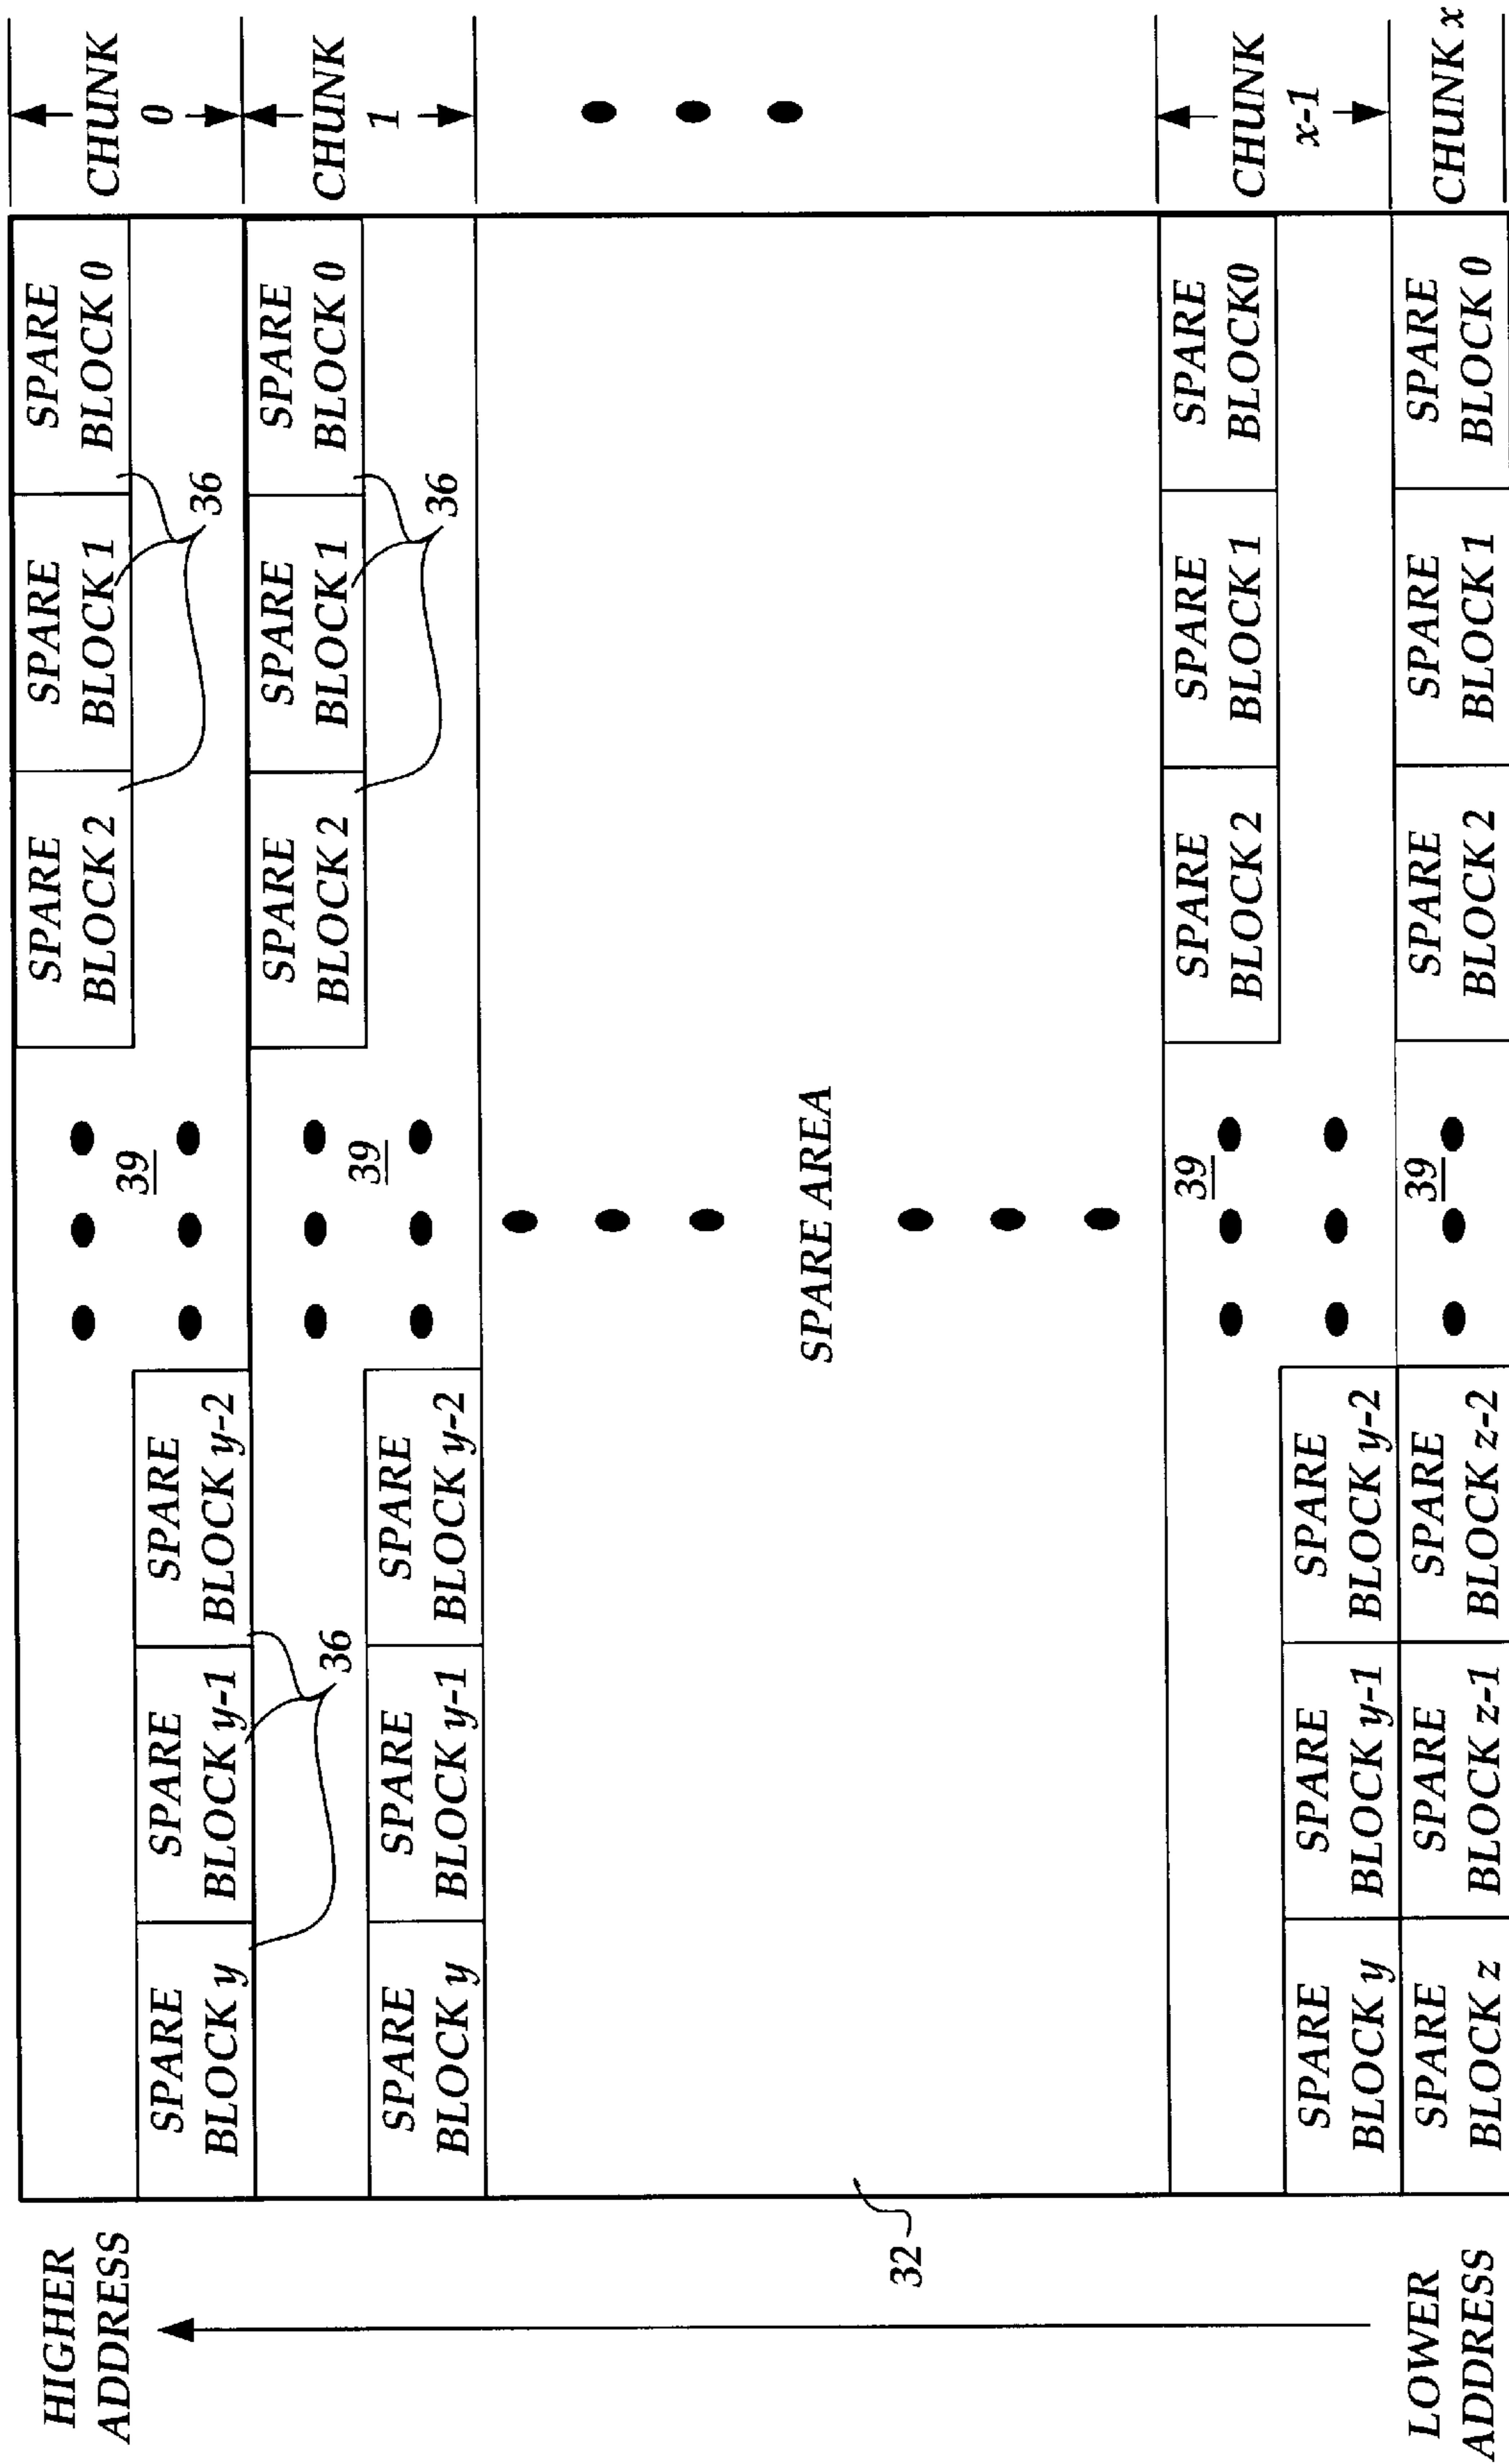 HIGHER
ADDRESS
SPARE
BLOCK 2
SPARE
BLOCK 1
SPARE
BLOCK 0
CHUNK
0
39
36
SPARE
BLOCK y
SPARE
BLOCK y-1
SPARE
BLOCK y-2
36
SPARE
BLOCK 2
SPARE
BLOCK 1
SPARE
BLOCK 0
CHUNK
1
39
36
SPARE
BLOCK y
SPARE
BLOCK y-1
SPARE
BLOCK y-2
SPARE AREA
32
SPARE
BLOCK 2
SPARE
BLOCK 1
SPARE
BLOCK0
CHUNK
x-1
39
SPARE
BLOCK y
SPARE
BLOCK y-1
SPARE
BLOCK y-2
LOWER
ADDRESS
SPARE
BLOCK z
SPARE
BLOCK z-1
SPARE
BLOCK z-2
39
SPARE
BLOCK 2
SPARE
BLOCK 1
SPARE
BLOCK 0
CHUNK x